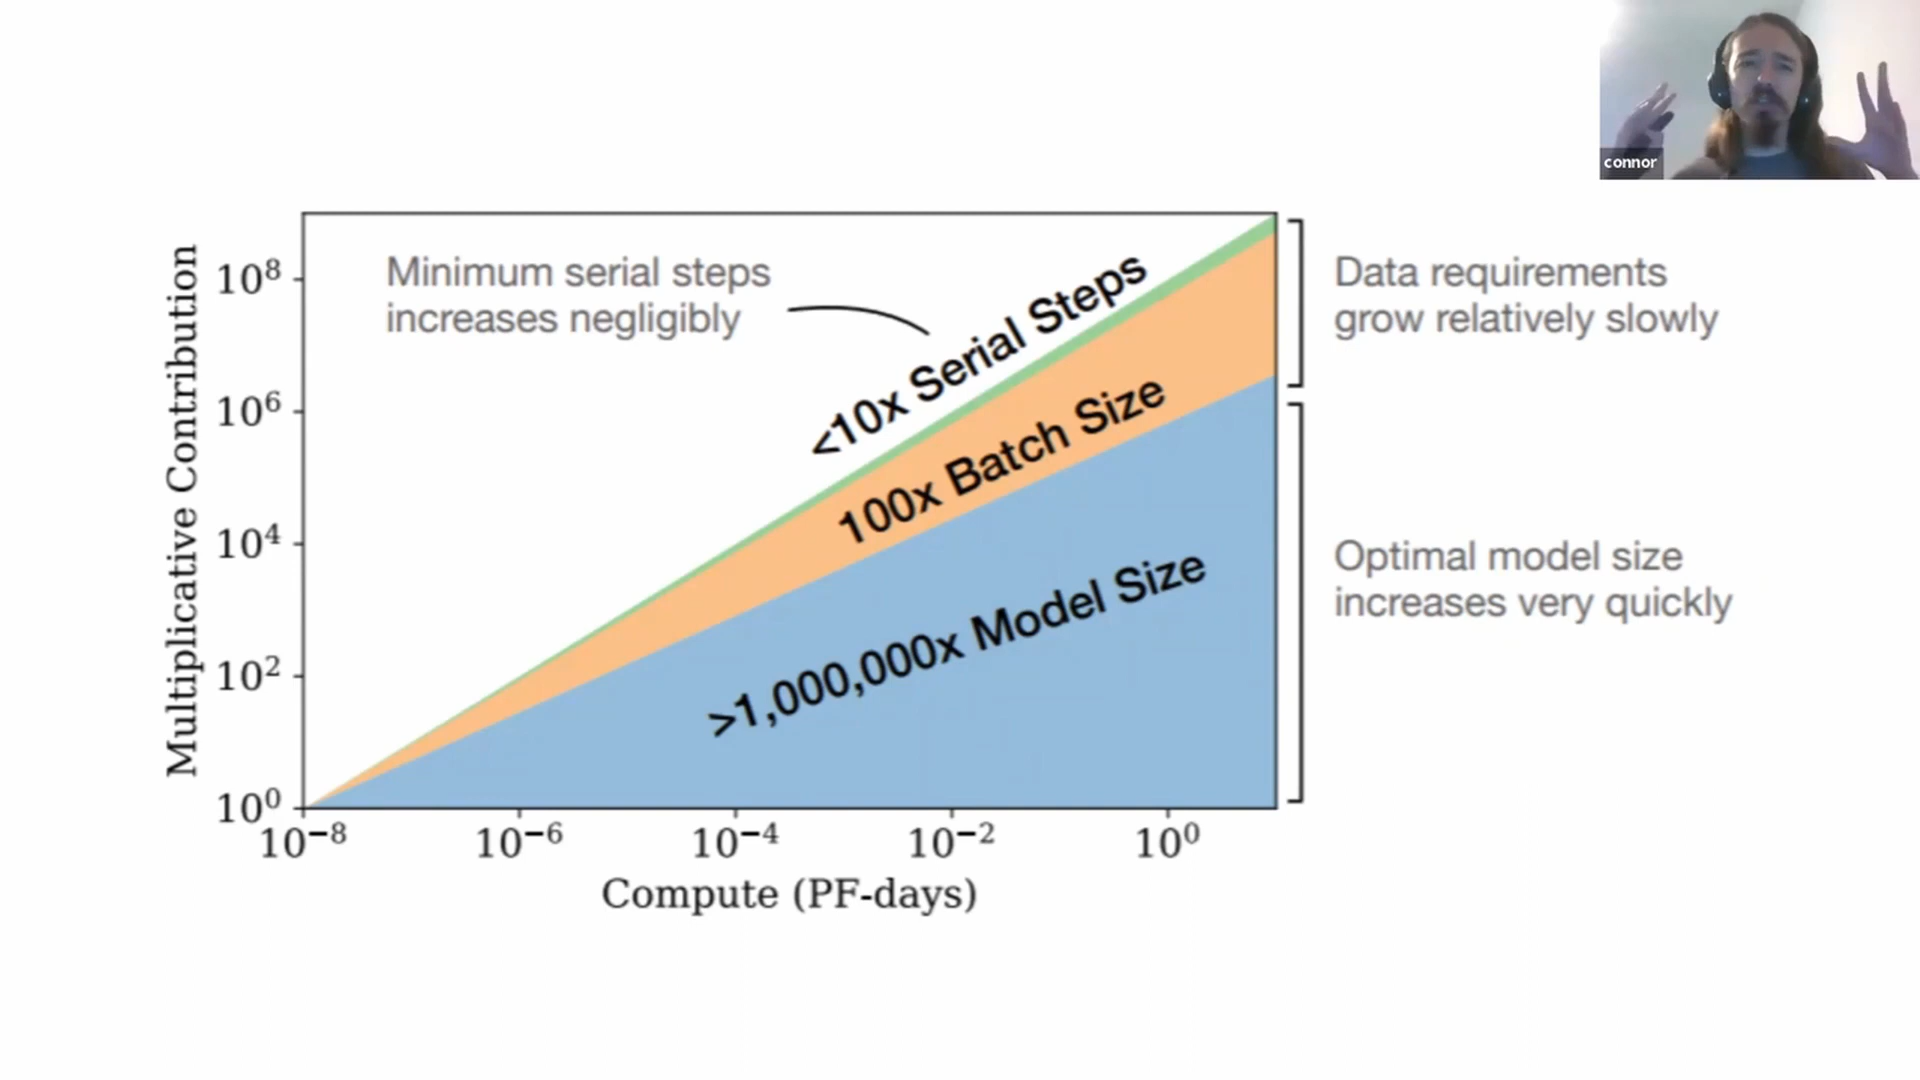 connor
Multiplicative Contribution
10⁸
10⁶
10⁴
10²
10⁰
Minimum serial steps
increases negligibly
<10x Serial Steps
100x Batch Size
>1,000,000x Model Size
Data requirements
grow relatively slowly
Optimal model size
increases very quickly
10⁻⁸ 10⁻⁶ 10⁻⁴ 10⁻² 10⁰
Compute (PF-days)